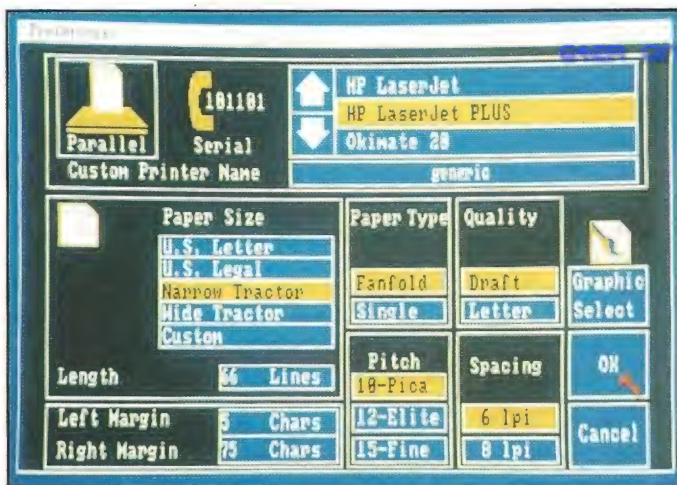 Preferences
101101
Parallel
Serial
Custom Printer Name
HP LaserJet
HP LaserJet PLUS
Okimate 20
generic
Paper Size
U.S. Letter
U.S. Legal
Narrow Tractor
Wide Tractor
Custom
Length
66 Lines
Left Margin
5 Chars
Right Margin
75 Chars
Paper Type
Fanfold
Single
Quality
Draft
Letter
Pitch
10-Pica
12-Elite
15-Fine
Spacing
6 lpi
8 lpi
Graphic
Select
OK
Cancel